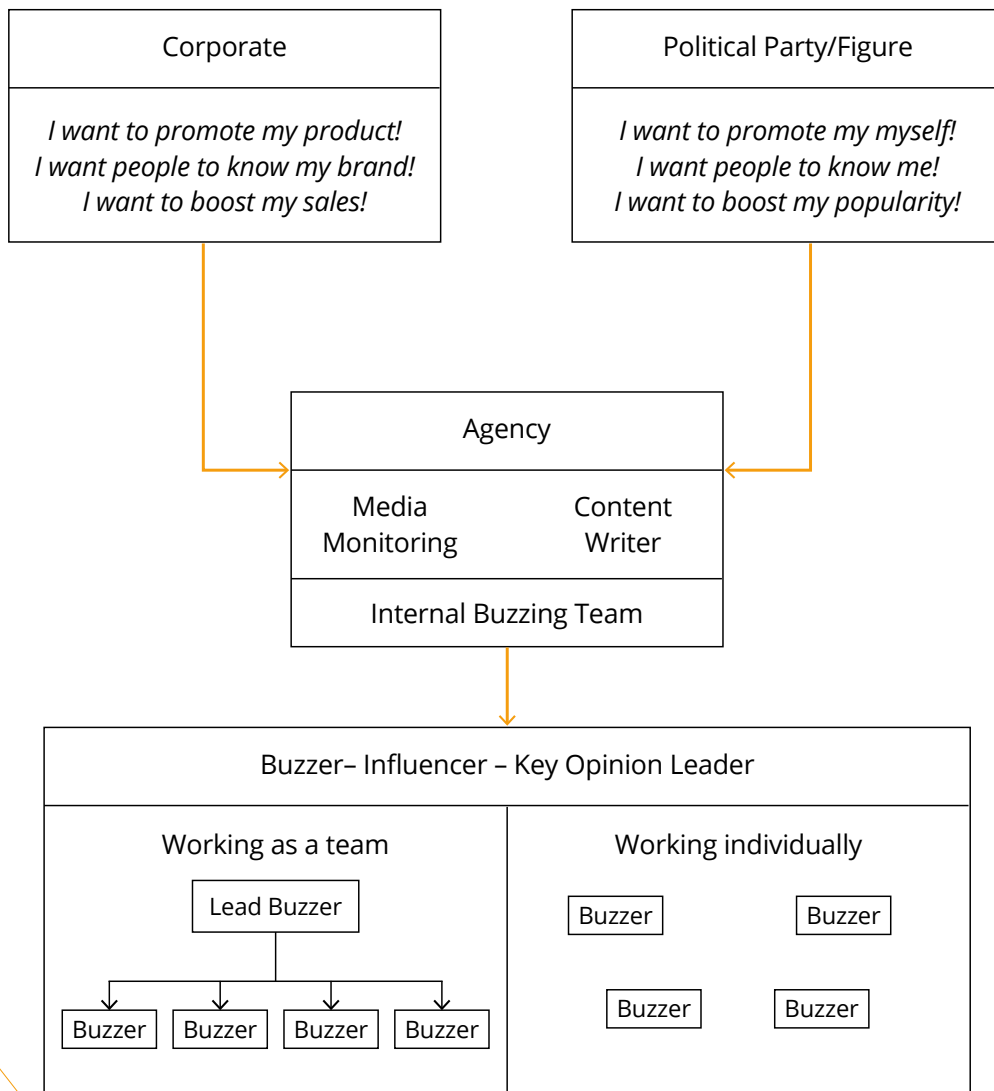 Corporate
I want to promote my product!
I want people to know my brand!
I want to boost my sales!
Political Party/Figure
I want to promote my myself!
I want people to know me!
I want to boost my popularity!
Agency
Media
Monitoring
Content
Writer
Internal Buzzing Team
Buzzer– Influencer – Key Opinion Leader
Working as a team
Lead Buzzer
Buzzer
Buzzer
Buzzer
Buzzer
Working individually
Buzzer
Buzzer
Buzzer
Buzzer